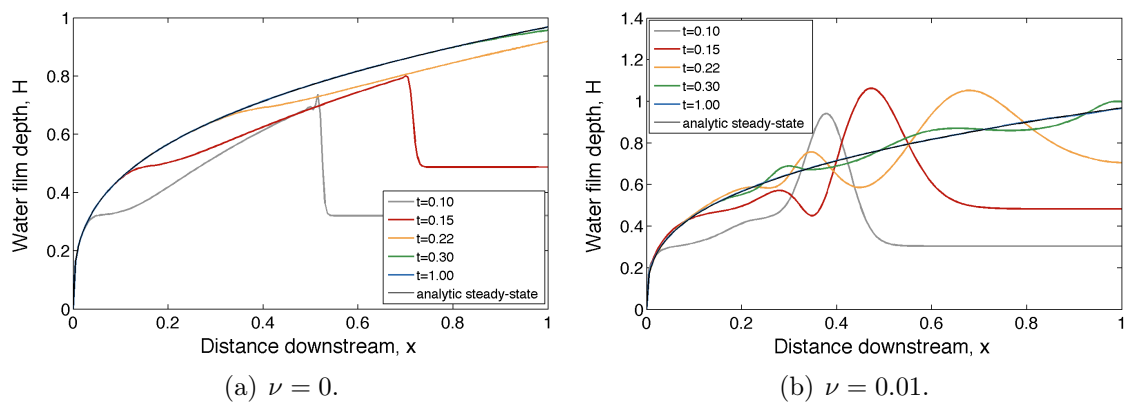 1
0.8
0.6
0.4
0.2
0
0
0.2
0.4
0.6
0.8
1
Water film depth, H
Distance downstream, x
t=0.10
t=0.15
t=0.22
t=0.30
t=1.00
analytic steady-state
(a) ν = 0.
1.4
1.2
1
0.8
0.6
0.4
0.2
0
0
0.2
0.4
0.6
0.8
1
Water film depth, H
Distance downstream, x
t=0.10
t=0.15
t=0.22
t=0.30
t=1.00
analytic steady-state
(b) ν = 0.01.